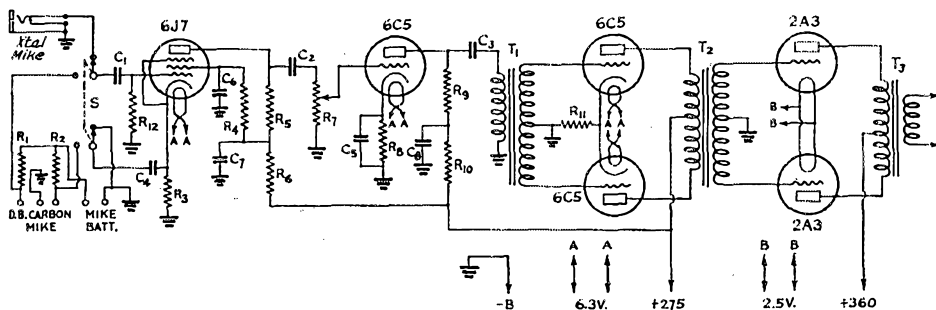 Xtal
Mike
6J7
6C5
6C5
2A3
C1
C2
C3
T1
T2
T3
S
R12
C6
R4
R5
R7
R9
R11
A A
A A
A A
A A
B
B
R1
R2
C4
R3
C7
R6
C5
R8
C8
R10
6C5
2A3
D.B. CARBON
MIKE
MIKE
BATT.
A A
B B
-B
6.3V.
+275
2.5V.
+360